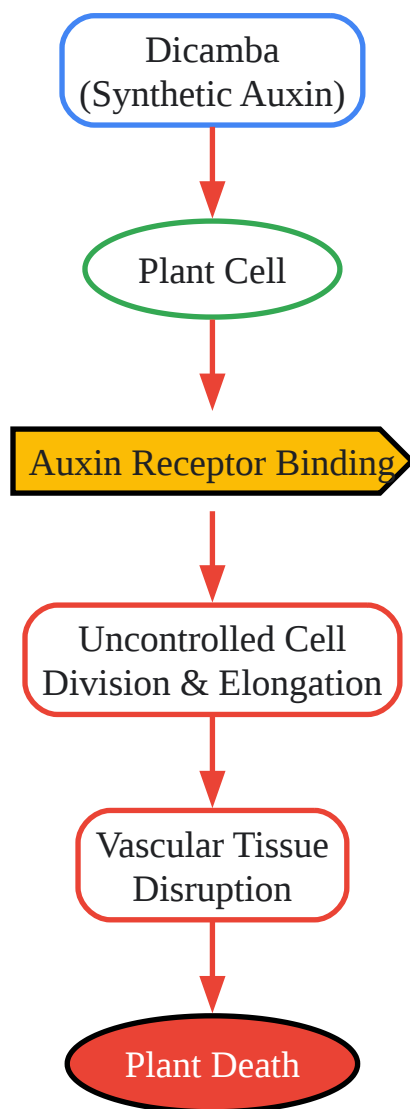 Dicamba
(Synthetic Auxin)
Plant Cell
Auxin Receptor Binding
Uncontrolled Cell
Division & Elongation
Vascular Tissue
Disruption
Plant Death